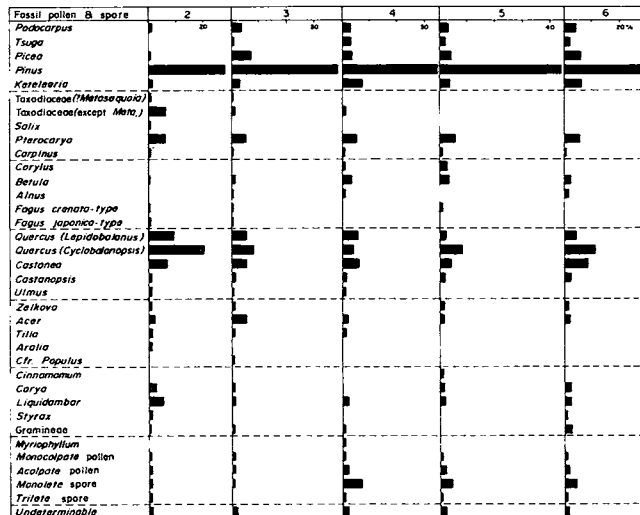 Fossil pollen & spore 2 3 4 5 6
Podocarpus 20 30 30 40 20%
Tsuga
Picea
Pinus
Keteleeria
Taxodiaceae(?Metasequoia)
Taxodiaceae(except Meta.)
Salix
Pterocarya
Carpinus
Corylus
Betula
Alnus
Fagus crenata-type
Fagus japonica-type
Quercus (Lepidobalanus)
Quercus (Cyclobalanopsis)
Castanea
Castanopsis
Ulmus
Zelkova
Acer
Tilia
Aralia
Cfr. Populus
Cinnamomum
Carya
Liquidambar
Styrax
Gramineae
Myriophyllum
Monocolpate pollen
Acolpate pollen
Monolete spore
Trilete spore
Undeterminable